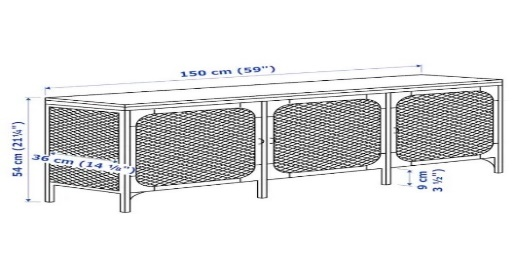 150 cm (59")
54 cm (21¼")
36 cm (14 ⅛")
9 cm
3 ½")